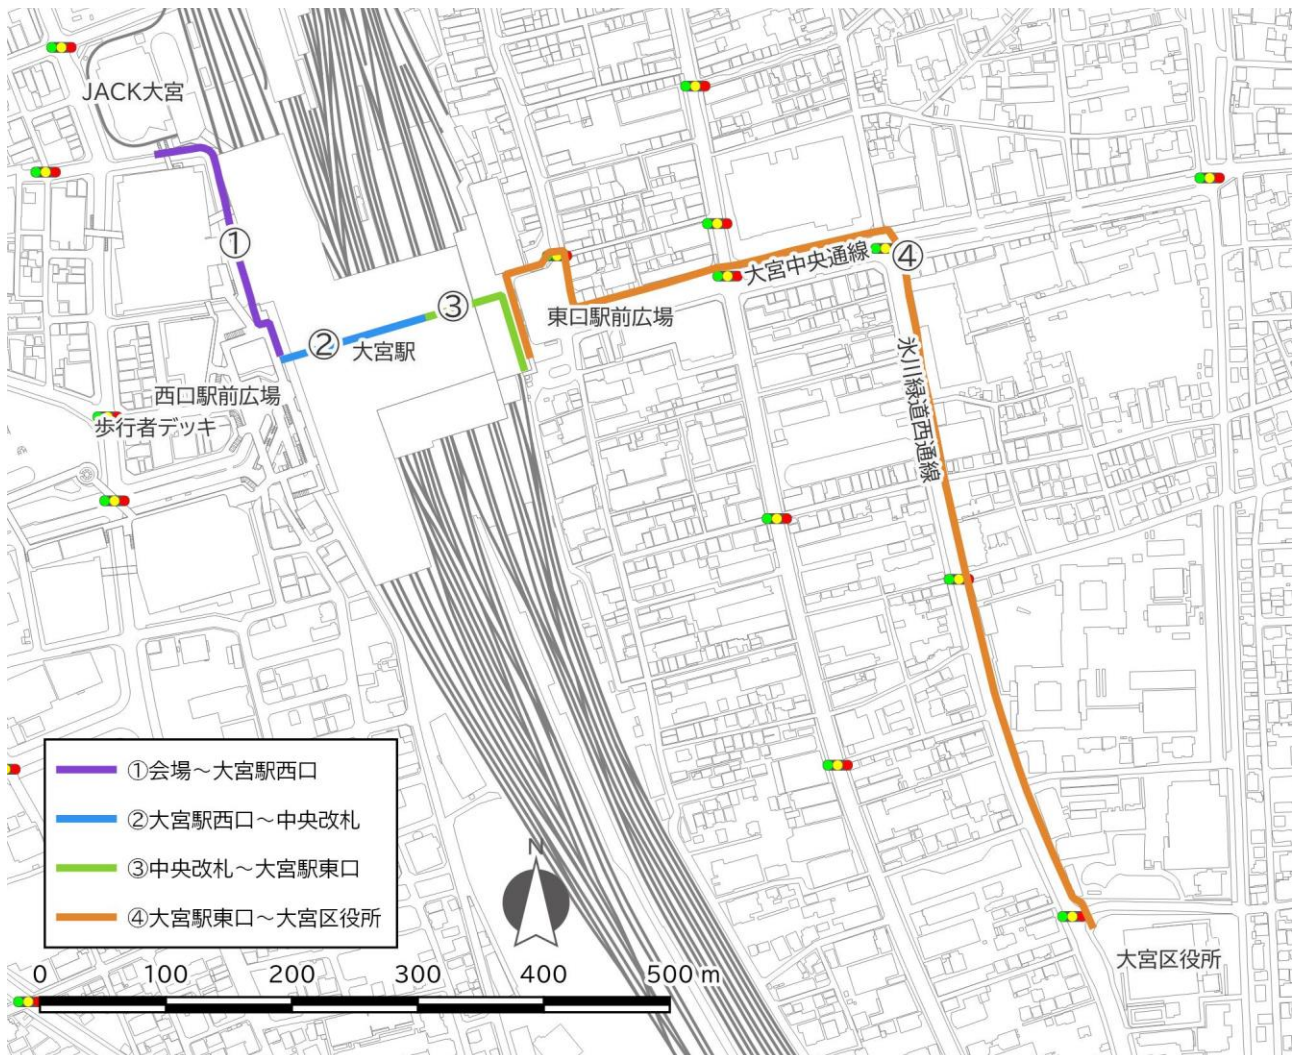 JACK大宮
①
④
大宮中央通線
③
東口駅前広場
②
大宮駅
氷川緑道西通線
西口駅前広場
歩行者デッキ
①会場～大宮駅西口
②大宮駅西口～中央改札
③中央改札～大宮駅東口
④大宮駅東口～大宮区役所
N
大宮区役所
0 100 200 300 400 500 m